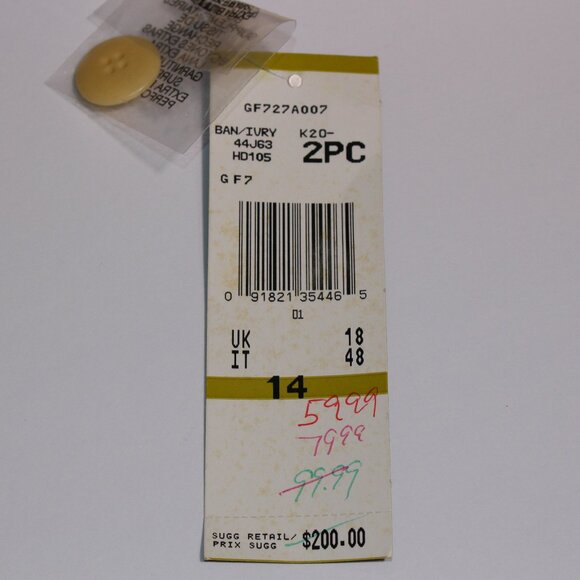 GF727A007
BAN/IVRY K20-
44J63 2PC
HD105
GF7
0 91821 35446 5
01
UK 18
IT 48
14
5999
7999
99.99
SUGG RETAIL/
PRIX SUGG $200.00